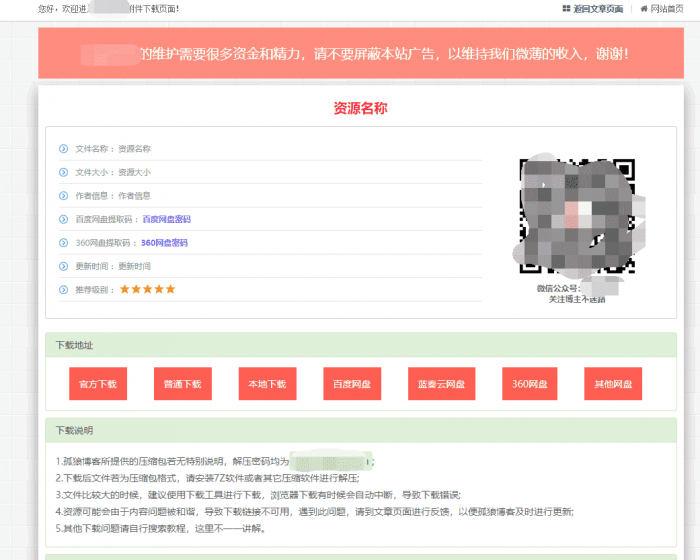 您好，欢迎进 附件下载页面！
返回文章页面 | 网站首页
的维护需要很多资金和精力，请不要屏蔽本站广告，以维持我们微薄的收入，谢谢！
资源名称
文件名称： 资源名称
文件大小： 资源大小
作者信息： 作者信息
百度网盘提取码： 百度网盘密码
360网盘提取码： 360网盘密码
更新时间： 更新时间
推荐级别：
微信公众号:
关注博主不迷路
下载地址
官方下载 普通下载 本地下载 百度网盘 蓝奏云网盘 360网盘 其他网盘
下载说明
1.孤狼博客所提供的压缩包若无特别说明，解压密码均为 ；
2.下载后文件若为压缩包格式，请安装7Z软件或者其它压缩软件进行解压;
3.文件比较大的时候，建议使用下载工具进行下载，浏览器下载有时候会自动中断，导致下载错误;
4.资源可能会由于内容问题被和谐，导致下载链接不可用，遇到此问题，请到文章页面进行反馈，以便孤狼博客及时进行更新;
5.其他下载问题请自行搜索教程，这里不一一讲解。